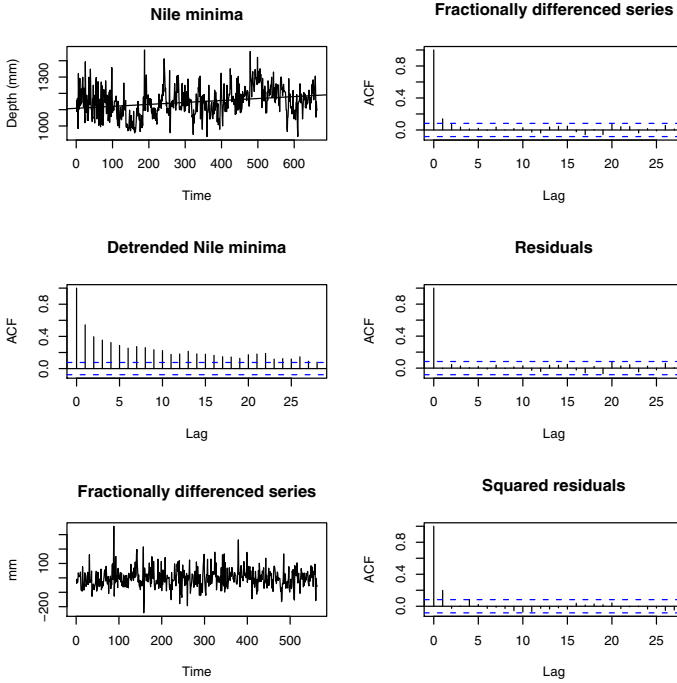 Nile minima
Depth (mm)
1000 1300
0 100 200 300 400 500 600
Time
Fractionally differenced series
ACF
0.0 0.4 0.8
0 5 10 15 20 25
Lag
Detrended Nile minima
ACF
0.0 0.4 0.8
0 5 10 15 20 25
Lag
Residuals
ACF
0.0 0.4 0.8
0 5 10 15 20 25
Lag
Fractionally differenced series
mm
−200 100
0 100 200 300 400 500
Time
Squared residuals
ACF
0.0 0.4 0.8
0 5 10 15 20 25
Lag